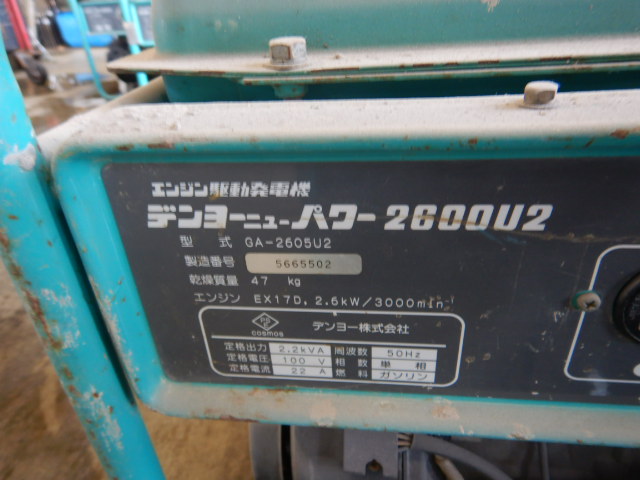 エンジン駆動発電機
デンヨーニューパワー2600U2
型式 GA-2605U2
製造番号 5665502
乾燥質量 47 kg
エンジン EX17D, 2.6kW/3000min⁻¹
cosmos デンヨー株式会社
定格出力 2.2kVA 周波数 50Hz
定格電圧 100 V 相数 単相
定格電流 22 A 燃料 ガソリン